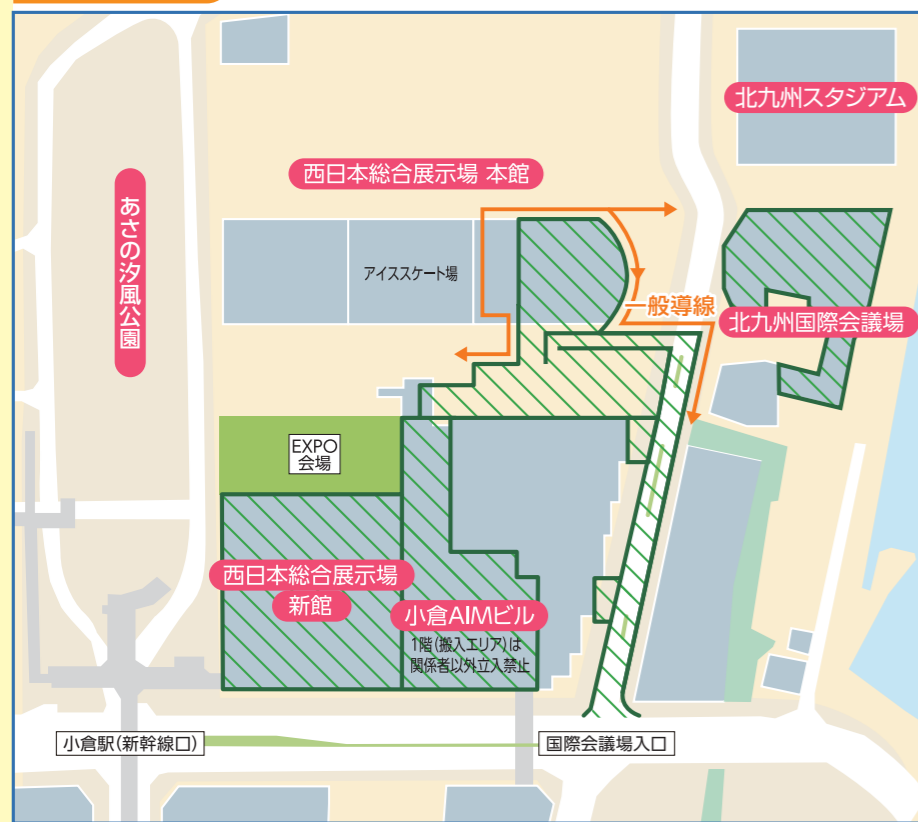 北九州スタジアム
西日本総合展示場 本館
あさの汐風公園
アイススケート場
一般導線
北九州国際会議場
EXPO
会場
西日本総合展示場
新館
小倉AIMビル
1階(搬入エリア)は
関係者以外立入禁止
小倉駅(新幹線口)
国際会議場入口